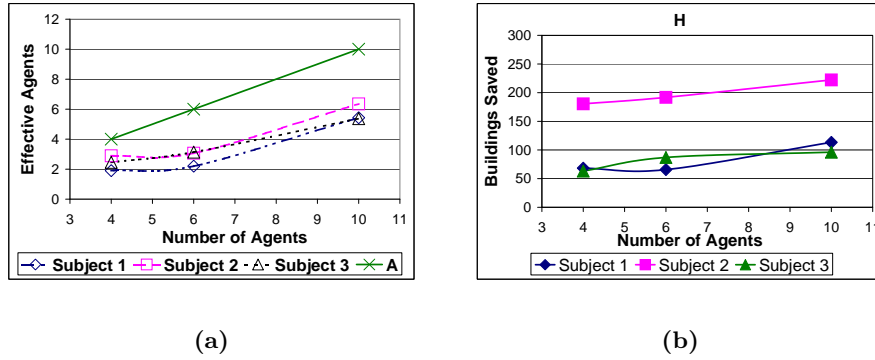 12
10
8
6
4
2
0
Effective Agents
3 4 5 6 7 8 9 10 11
Number of Agents
Subject 1 Subject 2 Subject 3 A
(a)
H
300
250
200
150
100
50
0
Buildings Saved
3 4 5 6 7 8 9 10 11
Number of Agents
Subject 1 Subject 2 Subject 3
(b)